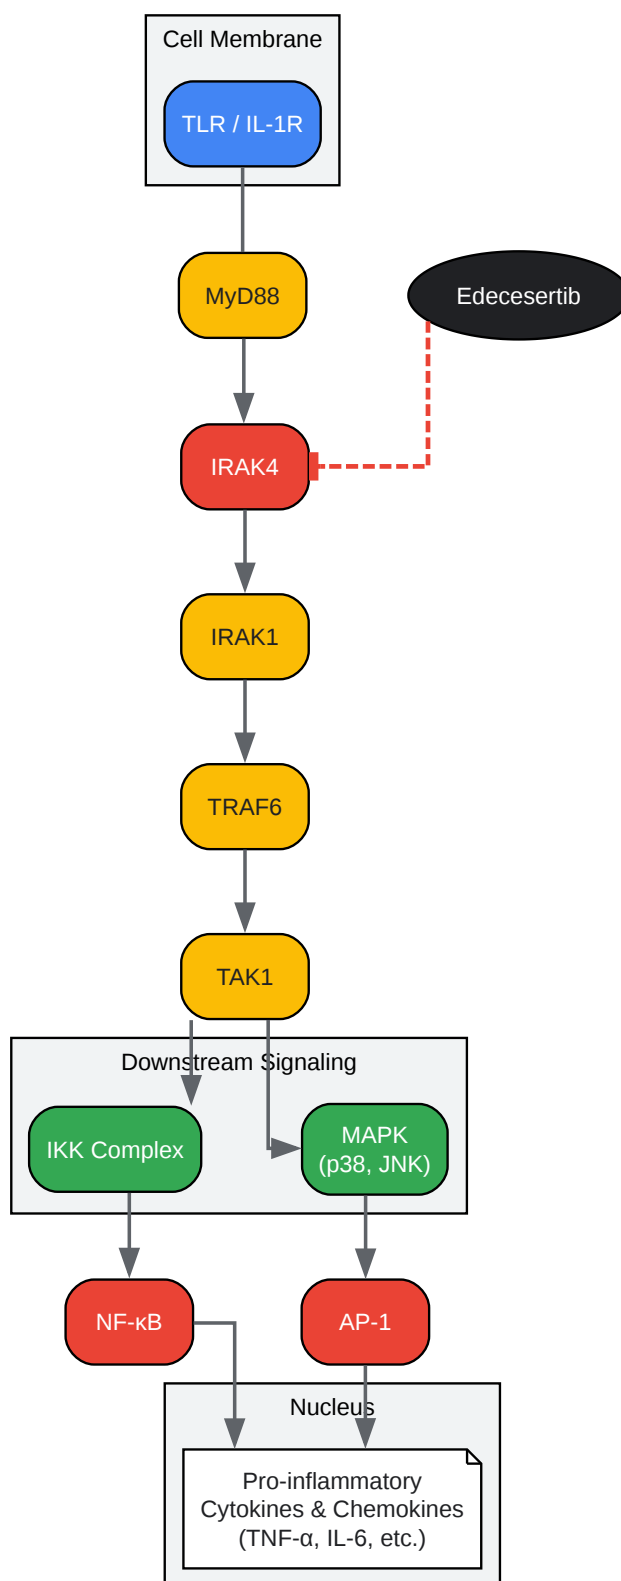 Cell Membrane
TLR / IL-1R
MyD88
Edecesertib
IRAK4
IRAK1
TRAF6
TAK1
Downstream Signaling
IKK Complex
MAPK
(p38, JNK)
NF-κB
AP-1
Nucleus
Pro-inflammatory
Cytokines & Chemokines
(TNF-α, IL-6, etc.)